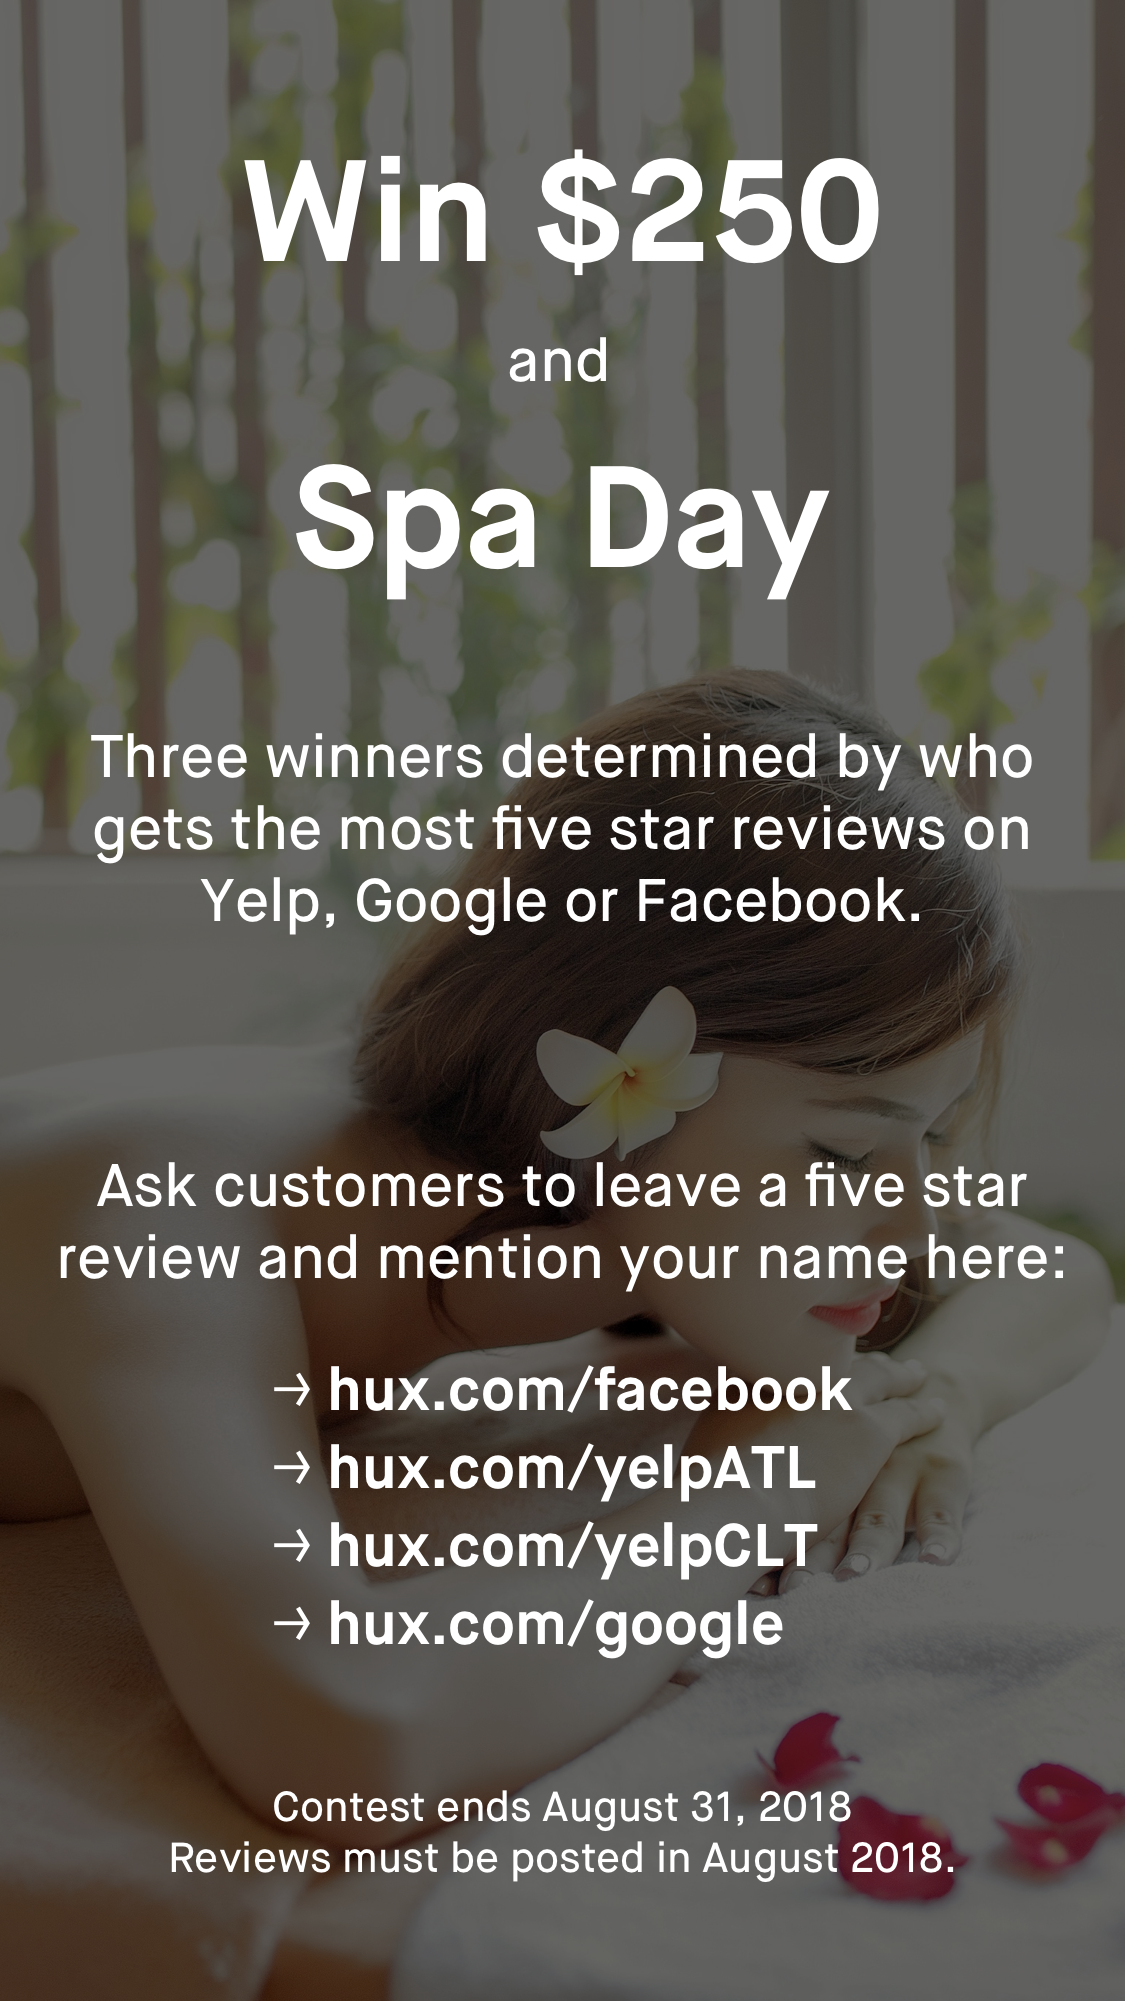 Win $250
and
Spa Day
Three winners determined by who
gets the most five star reviews on
Yelp, Google or Facebook.
Ask customers to leave a five star
review and mention your name here:
→ hux.com/facebook
→ hux.com/yelpATL
→ hux.com/yelpCLT
→ hux.com/google
Contest ends August 31, 2018
Reviews must be posted in August 2018.